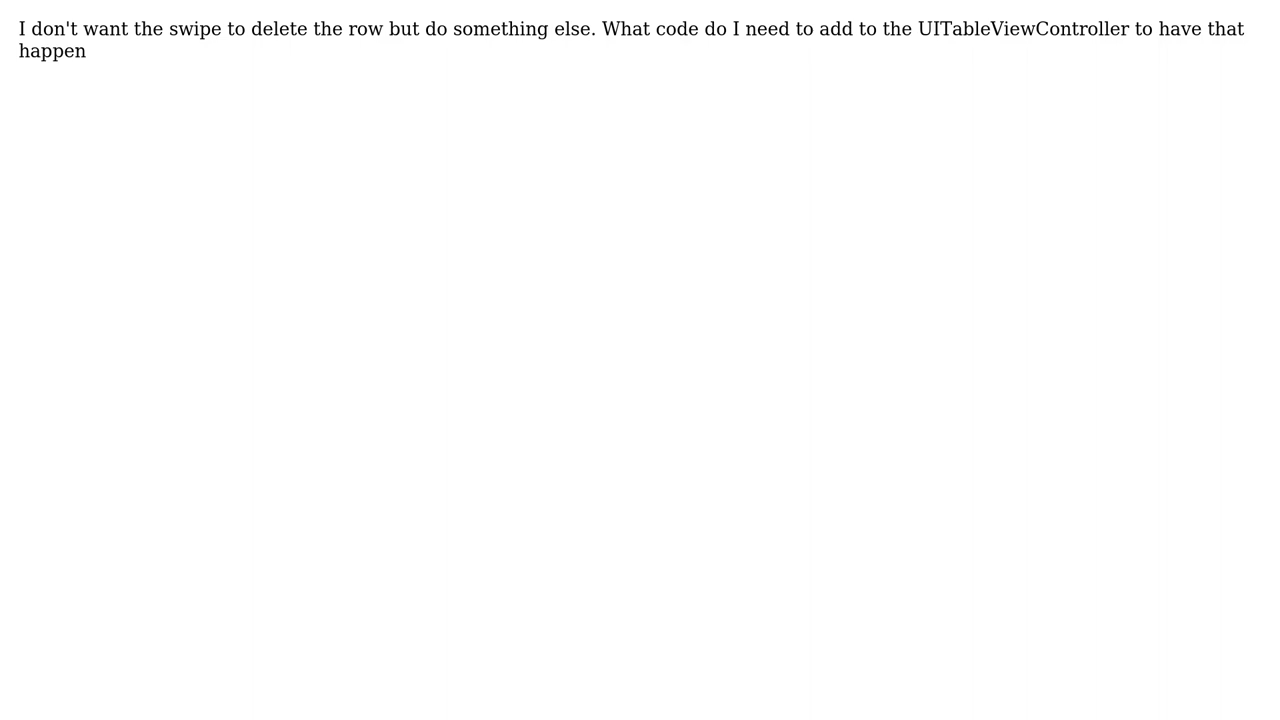 I don't want the swipe to delete the row but do something else. What code do I need to add to the UITableViewController to have that
happen